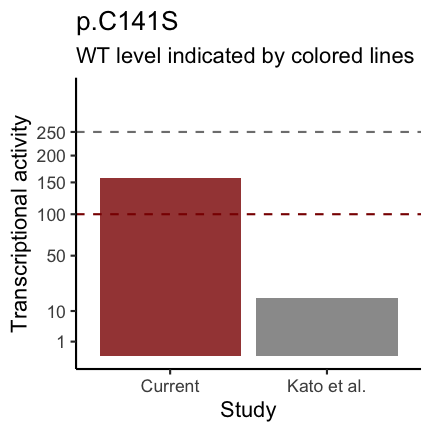 p.C141S
WT level indicated by colored lines
Transcriptional activity
250
200
150
100
50
10
1
Current
Kato et al.
Study